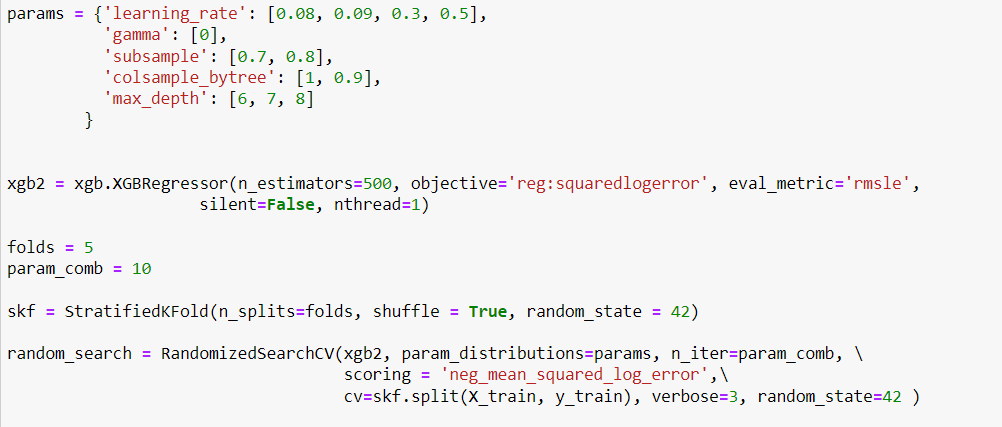 params = {'learning_rate': [0.08, 0.09, 0.3, 0.5],
'gamma': [0],
'subsample': [0.7, 0.8],
'colsample_bytree': [1, 0.9],
'max_depth': [6, 7, 8]
}
xgb2 = xgb.XGBRegressor(n_estimators=500, objective='reg:squaredlogerror', eval_metric='rmsle',
silent=False, nthread=1)
folds = 5
param_comb = 10
skf = StratifiedKFold(n_splits=folds, shuffle = True, random_state = 42)
random_search = RandomizedSearchCV(xgb2, param_distributions=params, n_iter=param_comb, \
scoring = 'neg_mean_squared_log_error',\
cv=skf.split(X_train, y_train), verbose=3, random_state=42 )